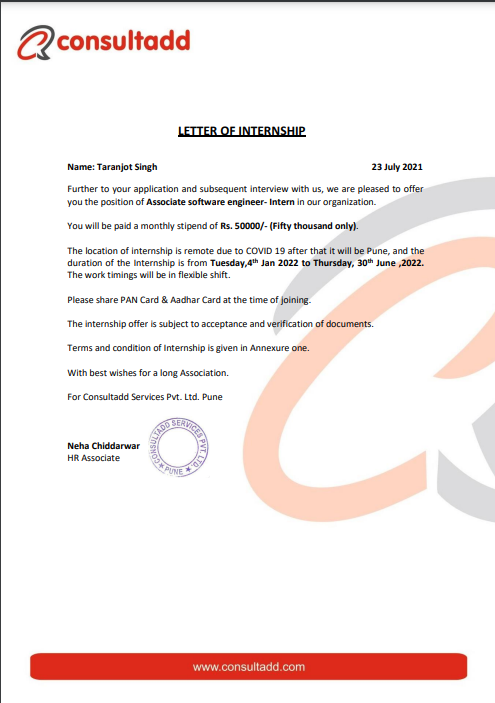 consultadd
LETTER OF INTERNSHIP
Name: Taranjot Singh 23 July 2021
Further to your application and subsequent interview with us, we are pleased to offer
you the position of Associate software engineer- Intern in our organization.
You will be paid a monthly stipend of Rs. 50000/- (Fifty thousand only).
The location of internship is remote due to COVID 19 after that it will be Pune, and the
duration of the Internship is from Tuesday,4th Jan 2022 to Thursday, 30th June ,2022.
The work timings will be in flexible shift.
Please share PAN Card & Aadhar Card at the time of joining.
The internship offer is subject to acceptance and verification of documents.
Terms and condition of Internship is given in Annexure one.
With best wishes for a long Association.
For Consultadd Services Pvt. Ltd. Pune
CONSULTADD SERVICES PVT. LTD.
★ PUNE ★
Neha Chiddarwar
HR Associate
www.consultadd.com